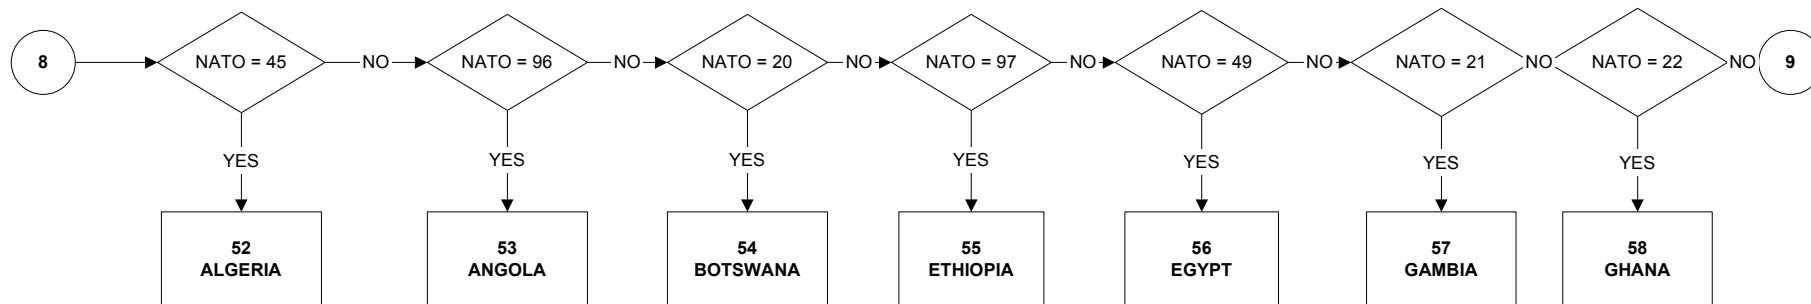 8
NATO = 45
NO
NATO = 96
NO
NATO = 20
NO
NATO = 97
NO
NATO = 49
NO
NATO = 21
NO
NATO = 22
NO
9
YES
YES
YES
YES
YES
YES
YES
52
ALGERIA
53
ANGOLA
54
BOTSWANA
55
ETHIOPIA
56
EGYPT
57
GAMBIA
58
GHANA